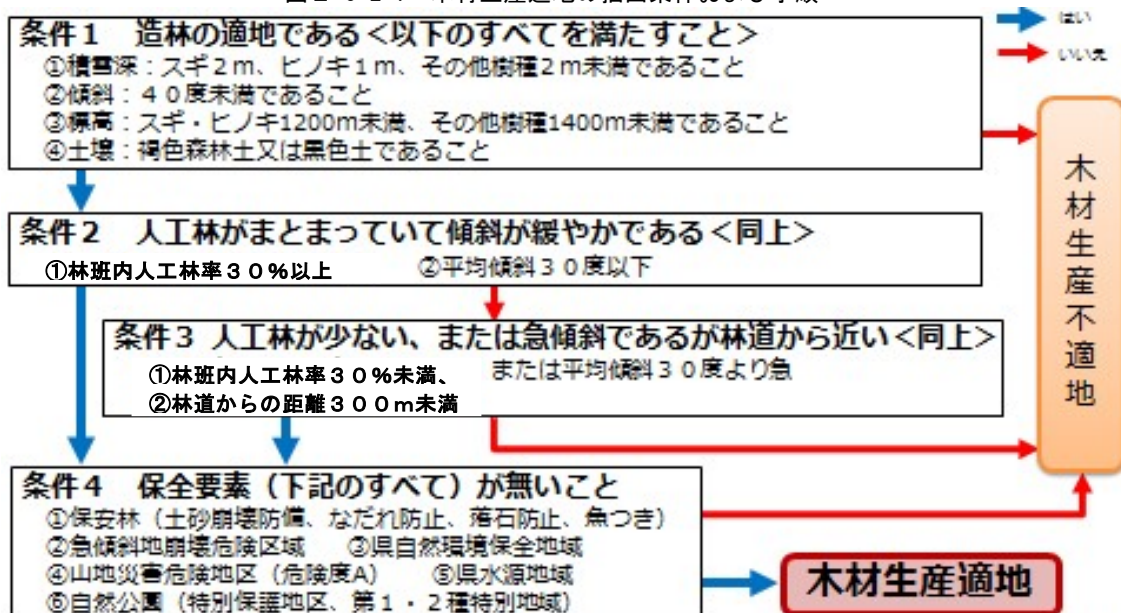 はい
いいえ
条件1 造林の適地である<以下のすべてを満たすこと>
①積雪深：スギ2m、ヒノキ1m、その他樹種2m未満であること
②傾斜：40度未満であること
③標高：スギ・ヒノキ1200m未満、その他樹種1400m未満であること
④土壌：褐色森林土又は黒色土であること
木材生産不適地
条件2 人工林がまとまっていて傾斜が緩やかである<同上>
①林班内人工林率30%以上 ②平均傾斜30度以下
条件3 人工林が少ない、または急傾斜であるが林道から近い<同上>
①林班内人工林率30%未満、 または平均傾斜30度より急
②林道からの距離300m未満
条件4 保全要素（下記のすべて）が無いこと
①保安林（土砂崩壊防備、なだれ防止、落石防止、魚つき）
②急傾斜地崩壊危険区域 ③県自然環境保全地域
④山地災害危険地区（危険度A） ⑤県水源地域
⑥自然公園（特別保護地区、第1・2種特別地域）
木材生産適地